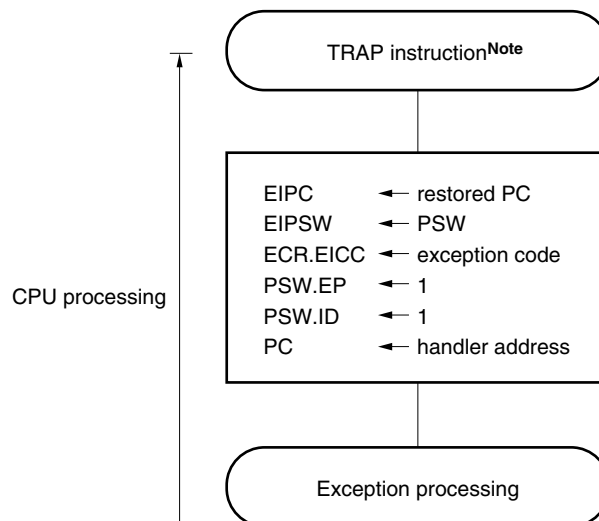 TRAP instructionNote
EIPC ← restored PC
EIPSW ← PSW
ECR.EICC ← exception code
PSW.EP ← 1
PSW.ID ← 1
PC ← handler address
CPU processing
Exception processing